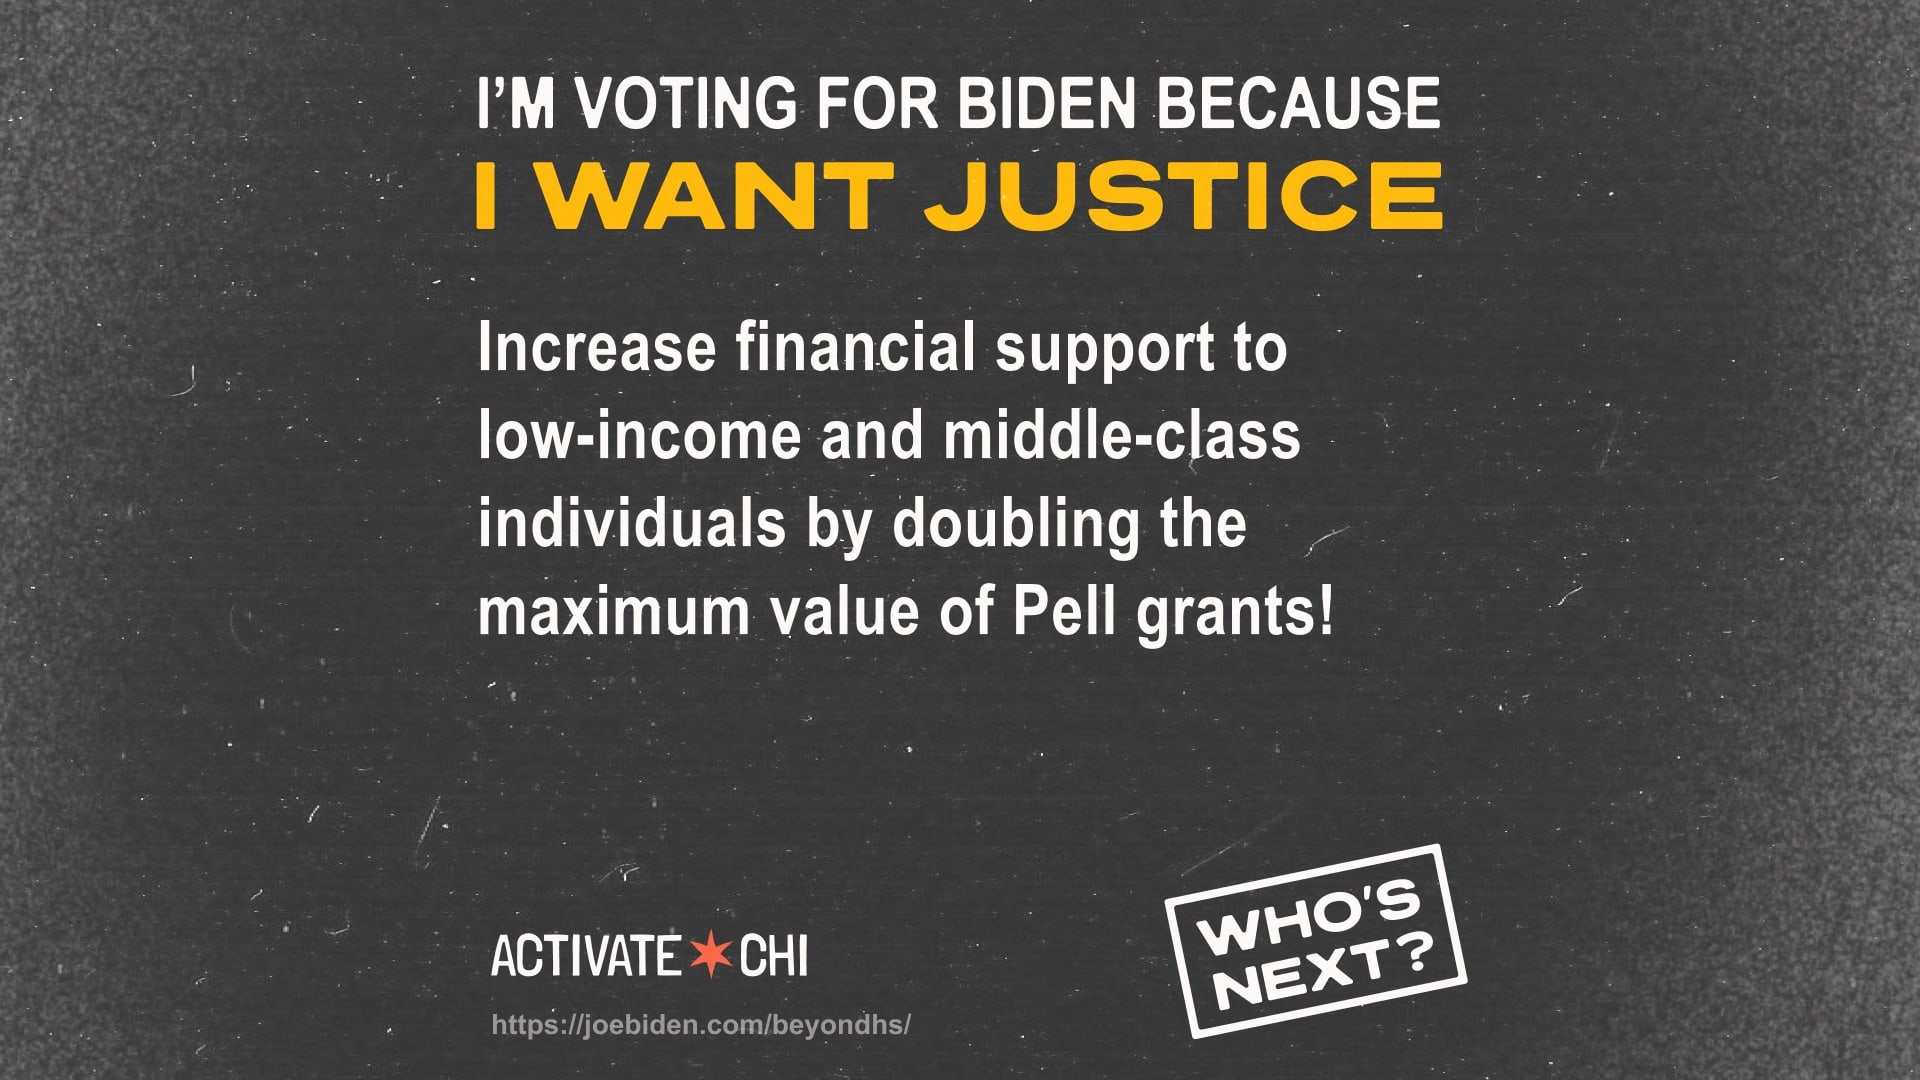 I’M VOTING FOR BIDEN BECAUSE
I WANT JUSTICE
Increase financial support to
low-income and middle-class
individuals by doubling the
maximum value of Pell grants!
WHO'S
NEXT?
ACTIVATE CHI
https://joebiden.com/beyondhs/